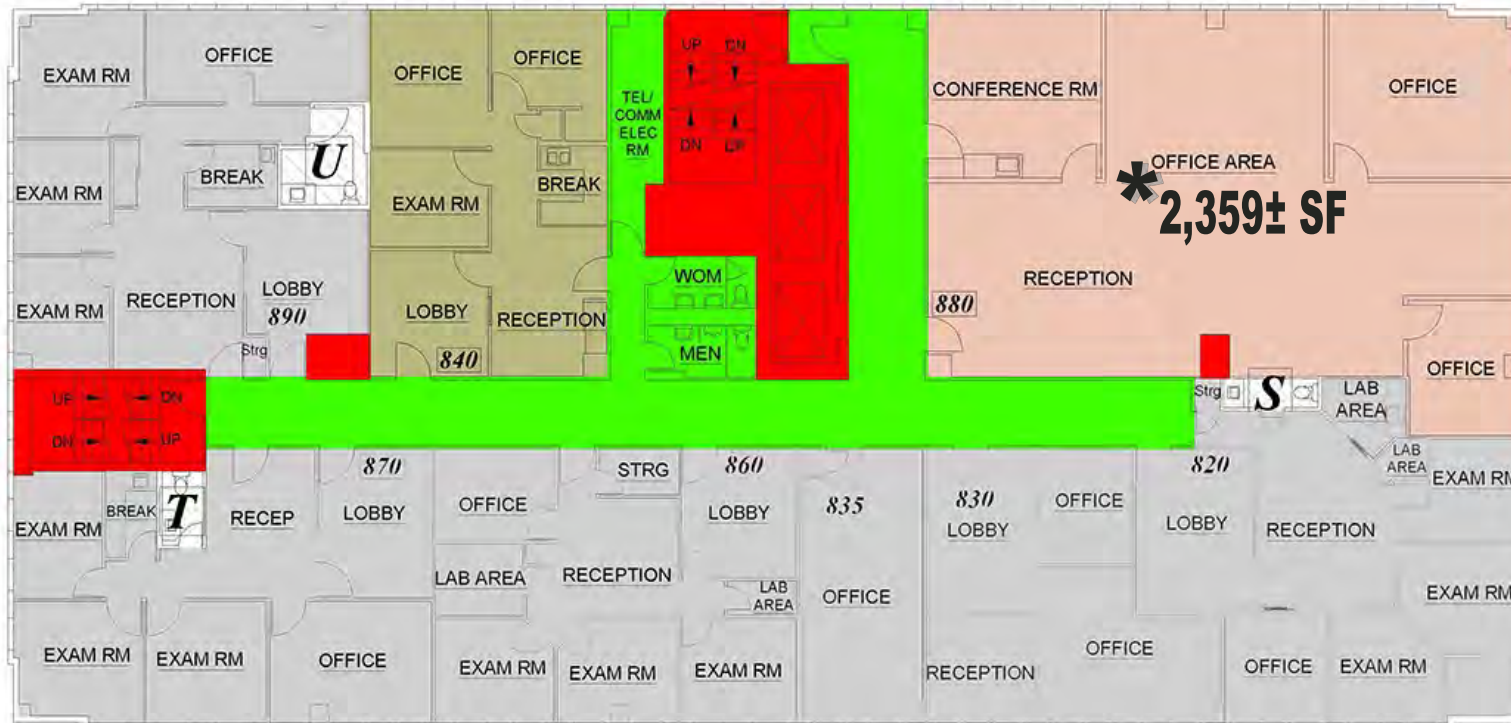 EXAM RM
OFFICE
OFFICE
OFFICE
UP DN
DN UP
TEL/
COMM
ELEC
RM
CONFERENCE RM
OFFICE
OFFICE AREA
*2,359± SF
EXAM RM
BREAK
U
EXAM RM
BREAK
EXAM RM
RECEPTION
LOBBY
890
Strg
LOBBY
840
RECEPTION
WOM
MEN
RECEPTION
880
OFFICE
UP DN
DN UP
Strg
S
LAB
AREA
LAB
AREA
EXAM RM
BREAK
T
RECEP
870
LOBBY
OFFICE
STRG
860
LOBBY
835
830
LOBBY
OFFICE
820
LOBBY
RECEPTION
EXAM RM
LAB AREA
RECEPTION
LAB
AREA
OFFICE
EXAM RM
EXAM RM
EXAM RM
OFFICE
EXAM RM
EXAM RM
EXAM RM
RECEPTION
OFFICE
OFFICE
EXAM RM